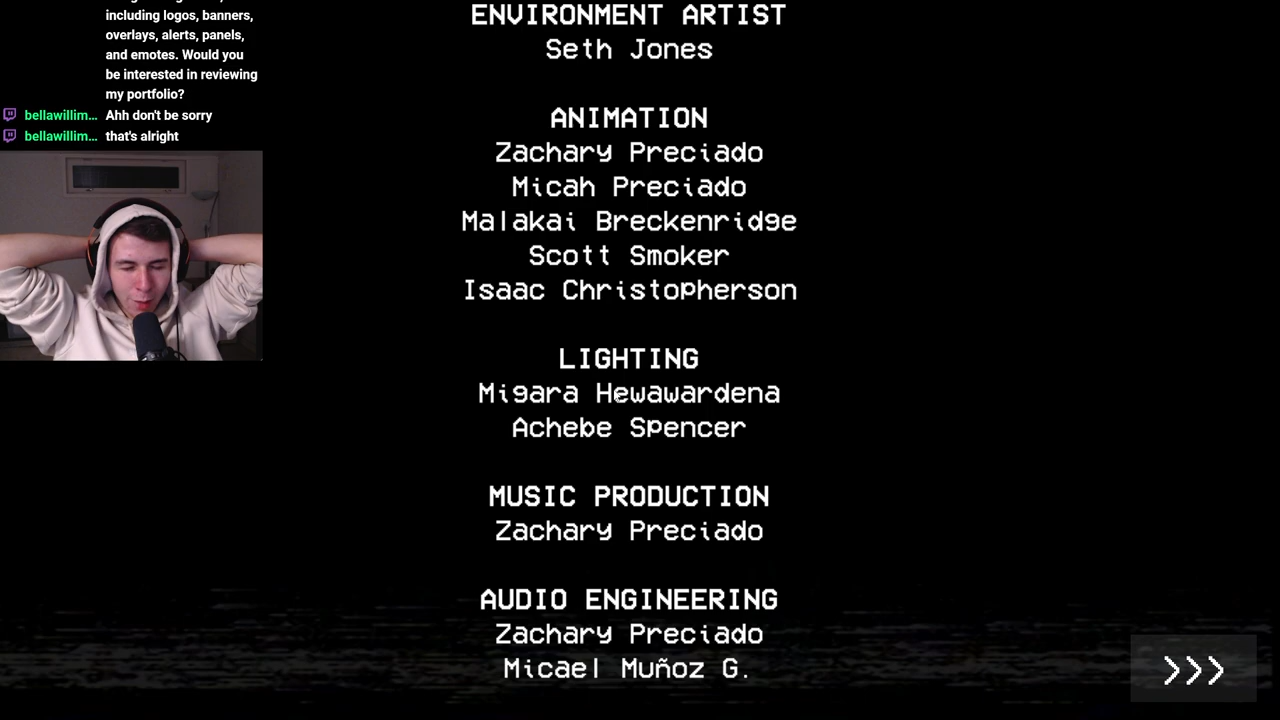 including logos, banners,
overlays, alerts, panels,
and emotes. Would you
be interested in reviewing
my portfolio?
bellawillim... Ahh don't be sorry
bellawillim... that's alright
ENVIRONMENT ARTIST
Seth Jones
ANIMATION
Zachary Preciado
Micah Preciado
Malakai Breckenridge
Scott Smoker
Isaac Christopherson
LIGHTING
Migara Hewawardena
Achebe Spencer
MUSIC PRODUCTION
Zachary Preciado
AUDIO ENGINEERING
Zachary Preciado
Micael Muñoz G.
>>>